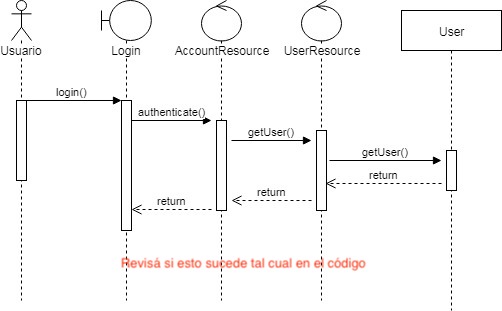 Usuario
Login
AccountResource
UserResource
User
login()
authenticate()
getUser()
getUser()
return
return
return
Revisá si esto sucede tal cual en el código